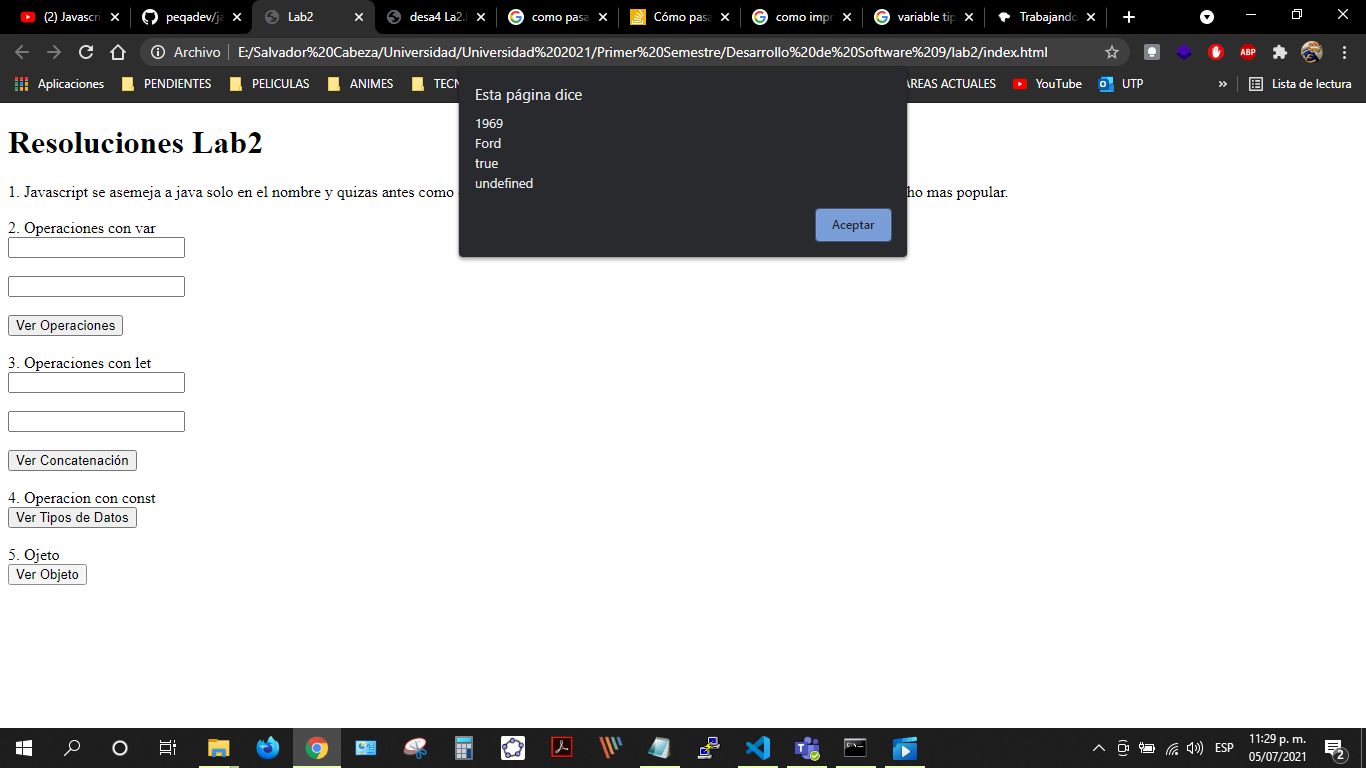 (2) Javascri
peqadev/ja
Lab2
desa4 La2.
como pasa
Cómo pasa
como impr
variable tip
Trabajando
Archivo
E:/Salvador%20Cabeza/Universidad/Universidad%202021/Primer%20Semestre/Desarrollo%20de%20Software%209/lab2/index.html
ABP
Aplicaciones
PENDIENTES
PELICULAS
ANIMES
TECN
AREAS ACTUALES
YouTube
UTP
»
Lista de lectura
Esta página dice
1969
Ford
true
undefined
Aceptar
Resoluciones Lab2
1. Javascript se asemeja a java solo en el nombre y quizas antes como
ho mas popular.
2. Operaciones con var
Ver Operaciones
3. Operaciones con let
Ver Concatenación
4. Operacion con const
Ver Tipos de Datos
5. Ojeto
Ver Objeto
ESP
11:29 p. m.
05/07/2021
2